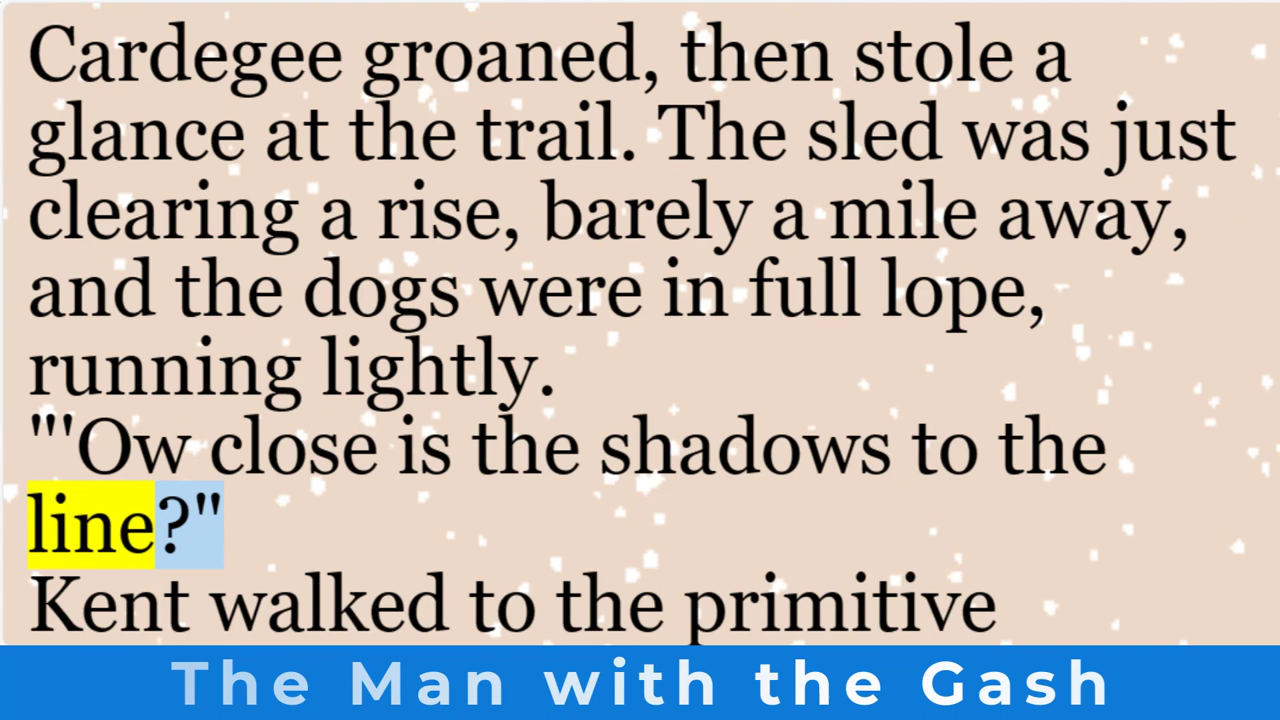 Cardegee groaned, then stole a
glance at the trail. The sled was just
clearing a rise, barely a mile away,
and the dogs were in full lope,
running lightly.
"'Ow close is the shadows to the
line?"
Kent walked to the primitive
The Man with the Gash